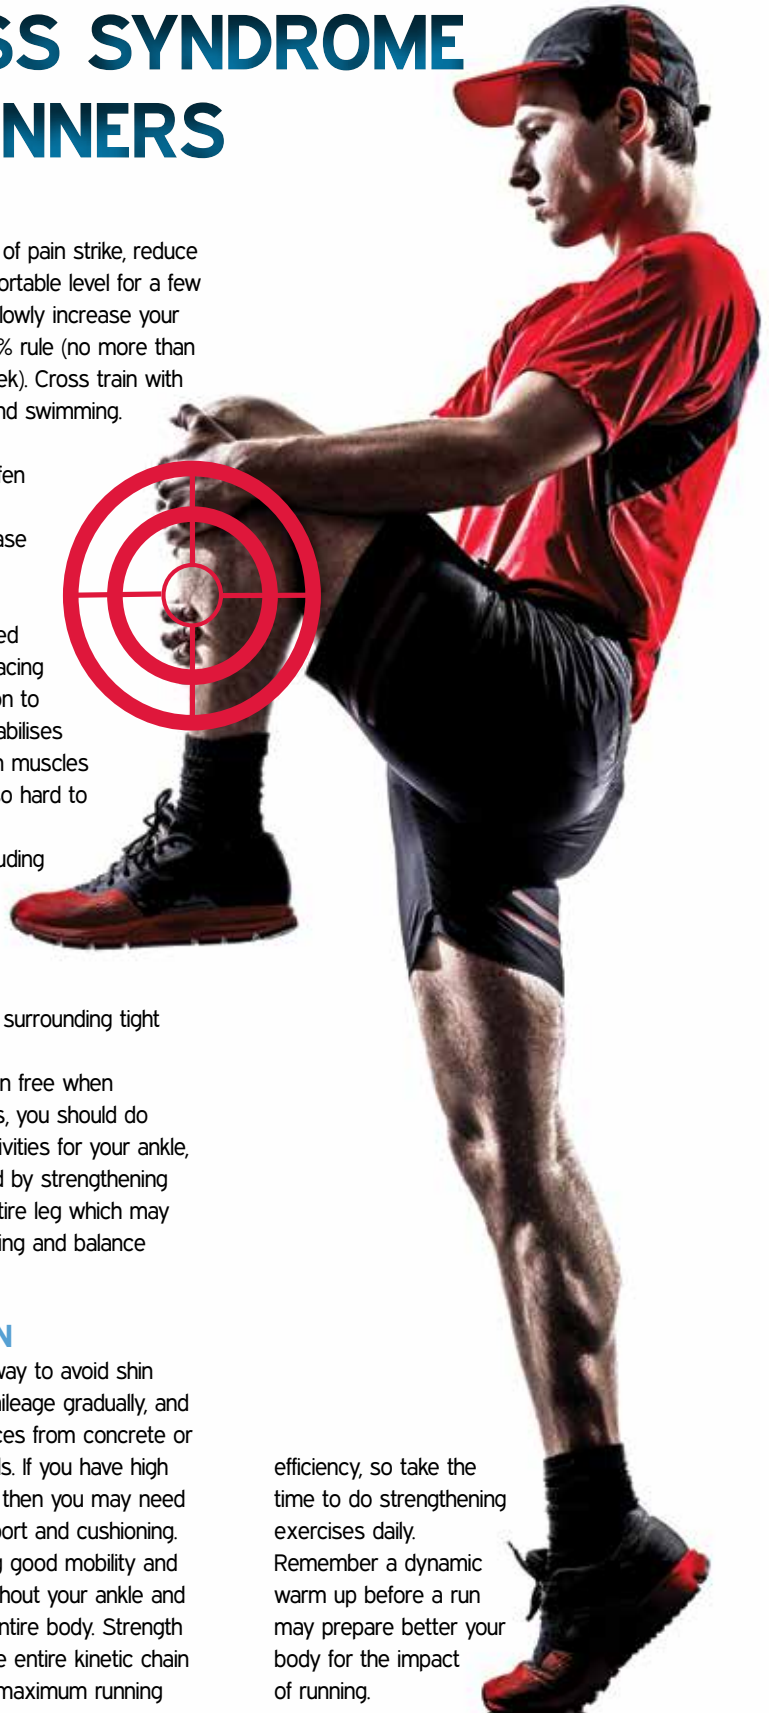 SS SYNDROME
NNERS
of pain strike, reduce
ortable level for a few
lowly increase your
% rule (no more than
ek). Cross train with
nd swimming.
fen
ase
ed
acing
on to
abilises
n muscles
o hard to
uding
surrounding tight
n free when
s, you should do
ivities for your ankle,
d by strengthening
tire leg which may
ing and balance
N
way to avoid shin
ileage gradually, and
ces from concrete or
ls. If you have high
then you may need
port and cushioning.
g good mobility and
hout your ankle and
entire body. Strength
e entire kinetic chain
maximum running
efficiency, so take the
time to do strengthening
exercises daily.
Remember a dynamic
warm up before a run
may prepare better your
body for the impact
of running.